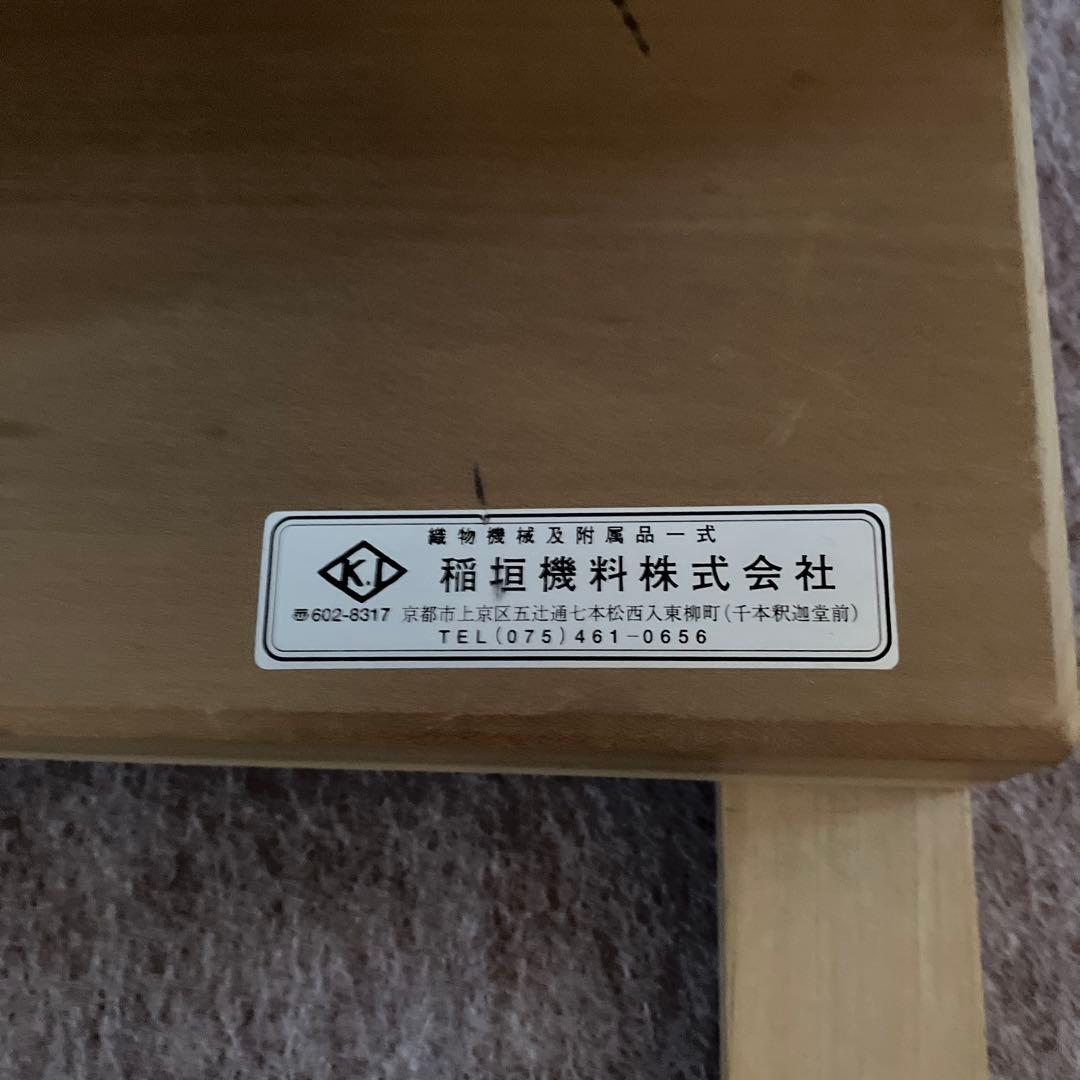 織物機械及附属品一式
K.I 稲垣機料株式会社
〠602-8317 京都市上京区五辻通七本松西入東柳町(千本釈迦堂前)
TEL(075)461-0656